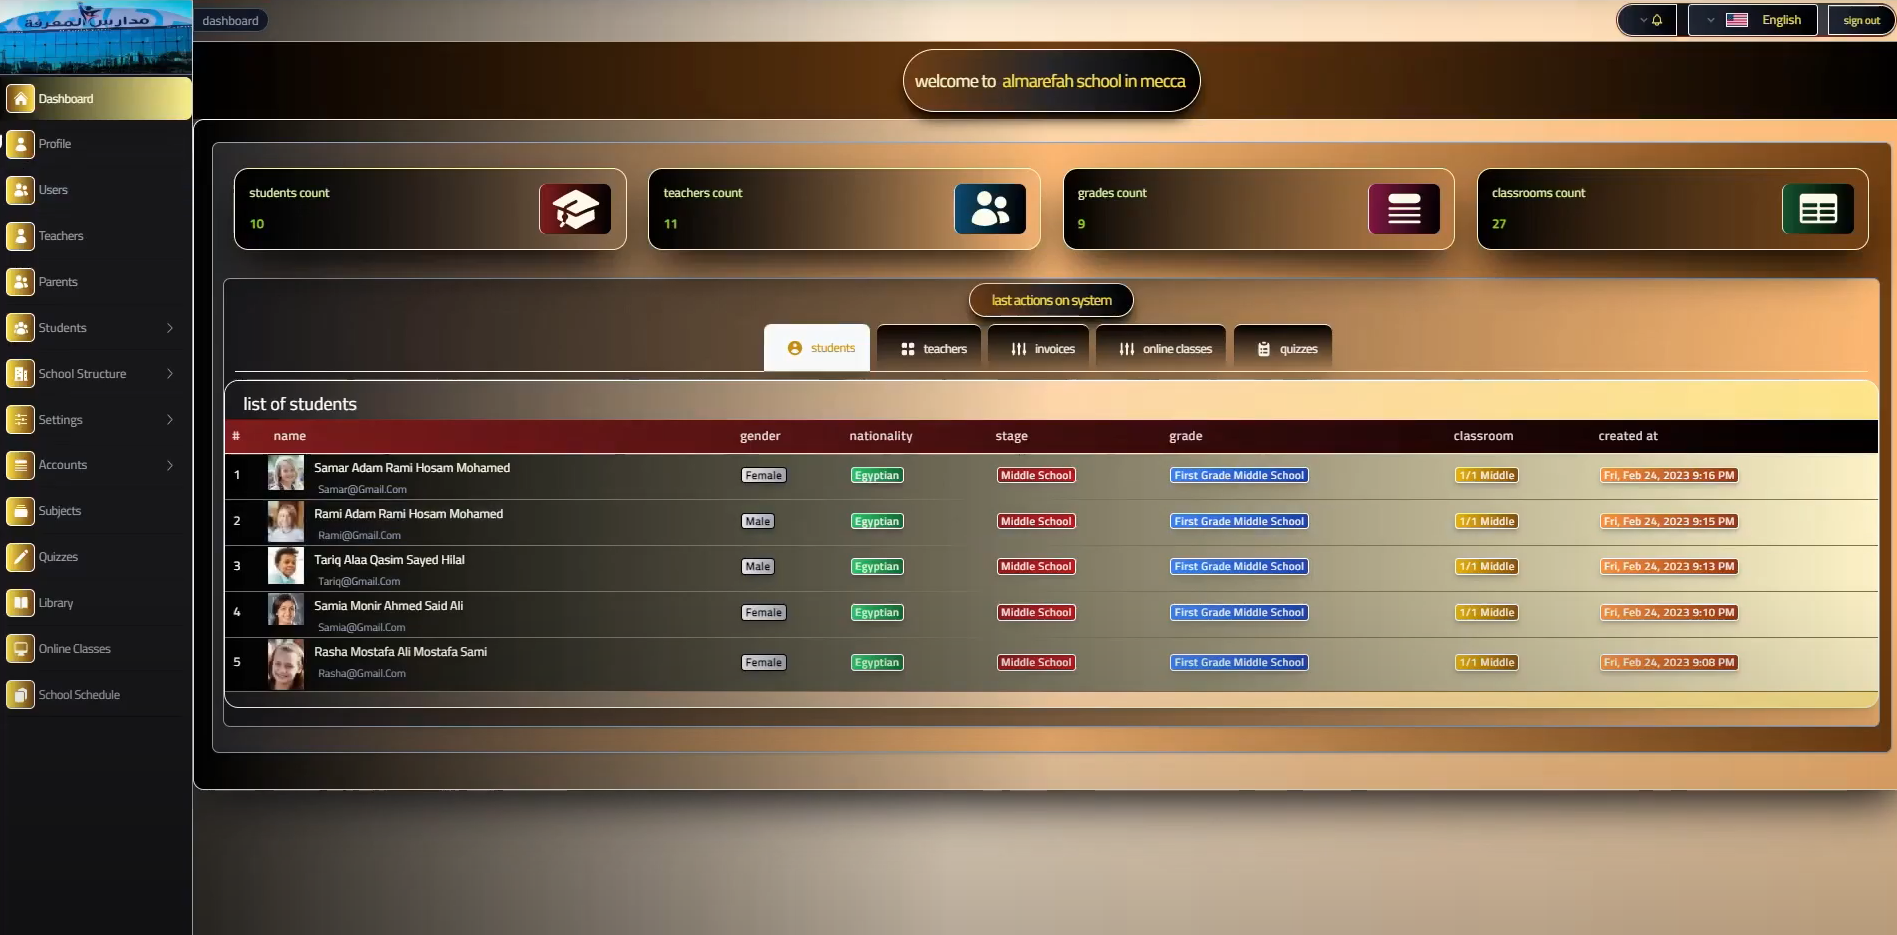 مدارس المعرفة
dashboard
English
sign out
welcome to almarefah school in mecca
Dashboard
Profile
Users
Teachers
Parents
Students
School Structure
Settings
Accounts
Subjects
Quizzes
Library
Online Classes
School Schedule
students count
10
teachers count
11
grades count
9
classrooms count
27
last actions on system
students
teachers
invoices
online classes
quizzes
list of students
# name gender nationality stage grade classroom created at
1 Samar Adam Rami Hosam Mohamed Female Egyptian Middle School First Grade Middle School 1/1 Middle Fri, Feb 24, 2023 9:16 PM
Samar@Gmail.Com
2 Rami Adam Rami Hosam Mohamed Male Egyptian Middle School First Grade Middle School 1/1 Middle Fri, Feb 24, 2023 9:15 PM
Rami@Gmail.Com
3 Tariq Alaa Qasim Sayed Hilal Male Egyptian Middle School First Grade Middle School 1/1 Middle Fri, Feb 24, 2023 9:13 PM
Tariq@Gmail.Com
4 Samia Monir Ahmed Said Ali Female Egyptian Middle School First Grade Middle School 1/1 Middle Fri, Feb 24, 2023 9:10 PM
Samia@Gmail.Com
5 Rasha Mostafa Ali Mostafa Sami Female Egyptian Middle School First Grade Middle School 1/1 Middle Fri, Feb 24, 2023 9:08 PM
Rasha@Gmail.Com